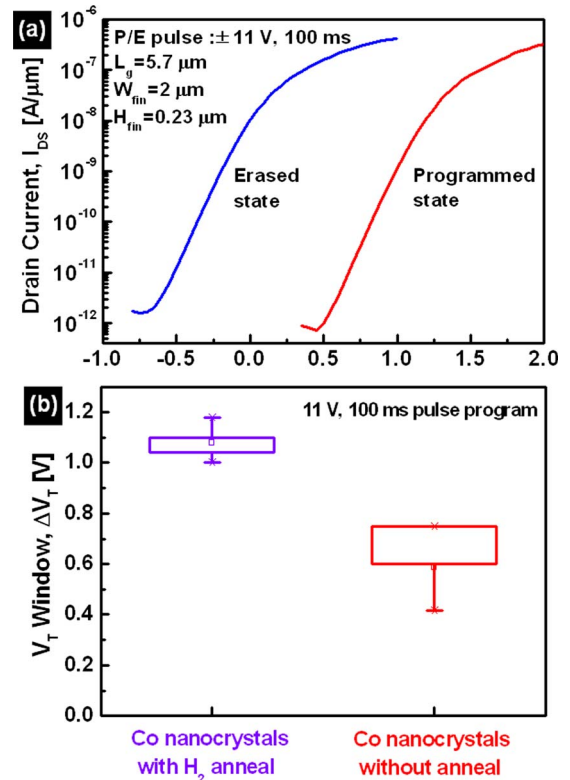 (a)
P/E pulse :± 11 V, 100 ms
Lg=5.7 μm
Wfin=2 μm
Hfin=0.23 μm
Erased
state
Programmed
state
Drain Current, IDS [A/μm]
10^-6
10^-7
10^-8
10^-9
10^-10
10^-11
10^-12
-1.0 -0.5 0.0 0.5 1.0 1.5 2.0
(b)
11 V, 100 ms pulse program
VT Window, ΔVT [V]
1.2
1.0
0.8
0.6
0.4
0.2
0.0
Co nanocrystals
with H2 anneal
Co nanocrystals
without anneal